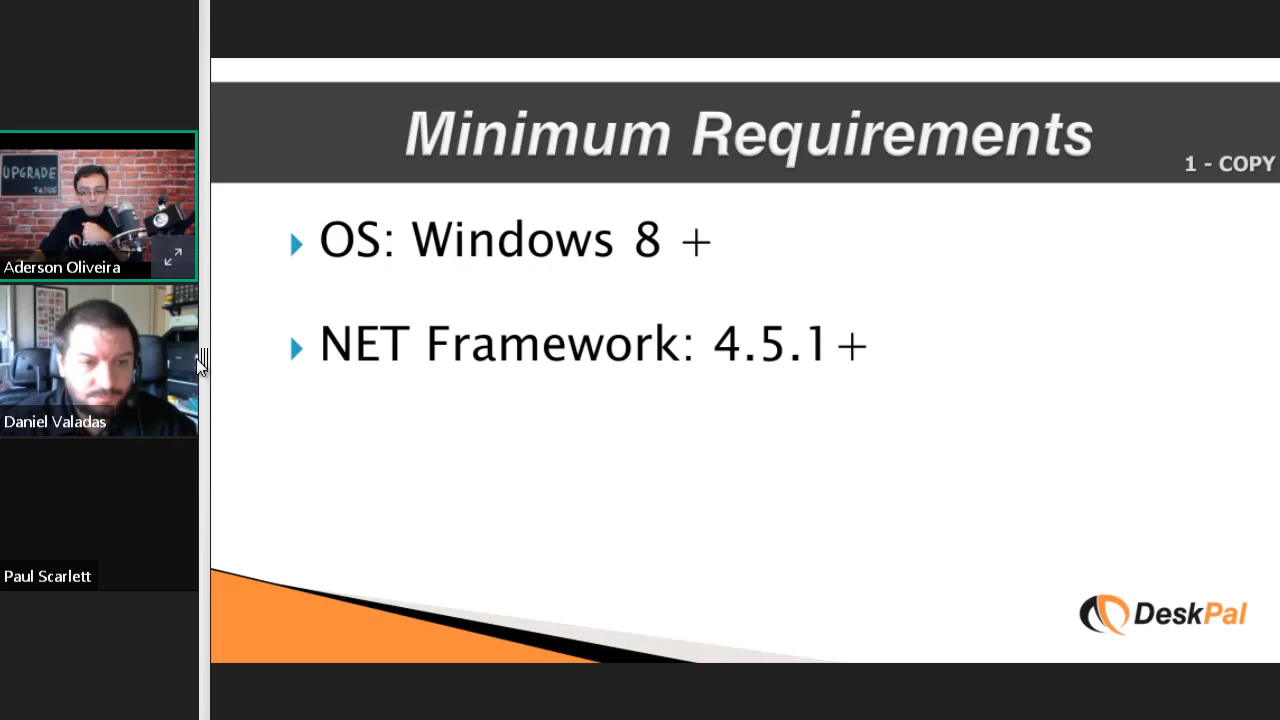 UPGRADE
Aderson Oliveira
Daniel Valadas
Paul Scarlett
Minimum Requirements
1 - COPY
OS: Windows 8 +
NET Framework: 4.5.1+
DeskPal